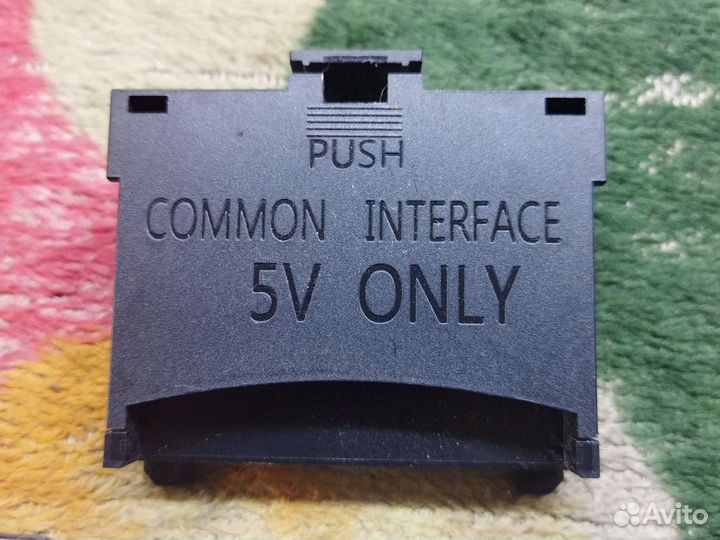 PUSH
COMMON INTERFACE
5V ONLY
Avito